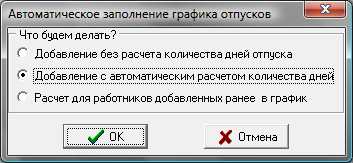 Автоматическое заполнение графика отпусков
Что будем делать?
Добавление без расчета количества дней отпуска
Добавление с автоматическим расчетом количества дней
Расчет для работников добавленных ранее в график
OK
Отмена